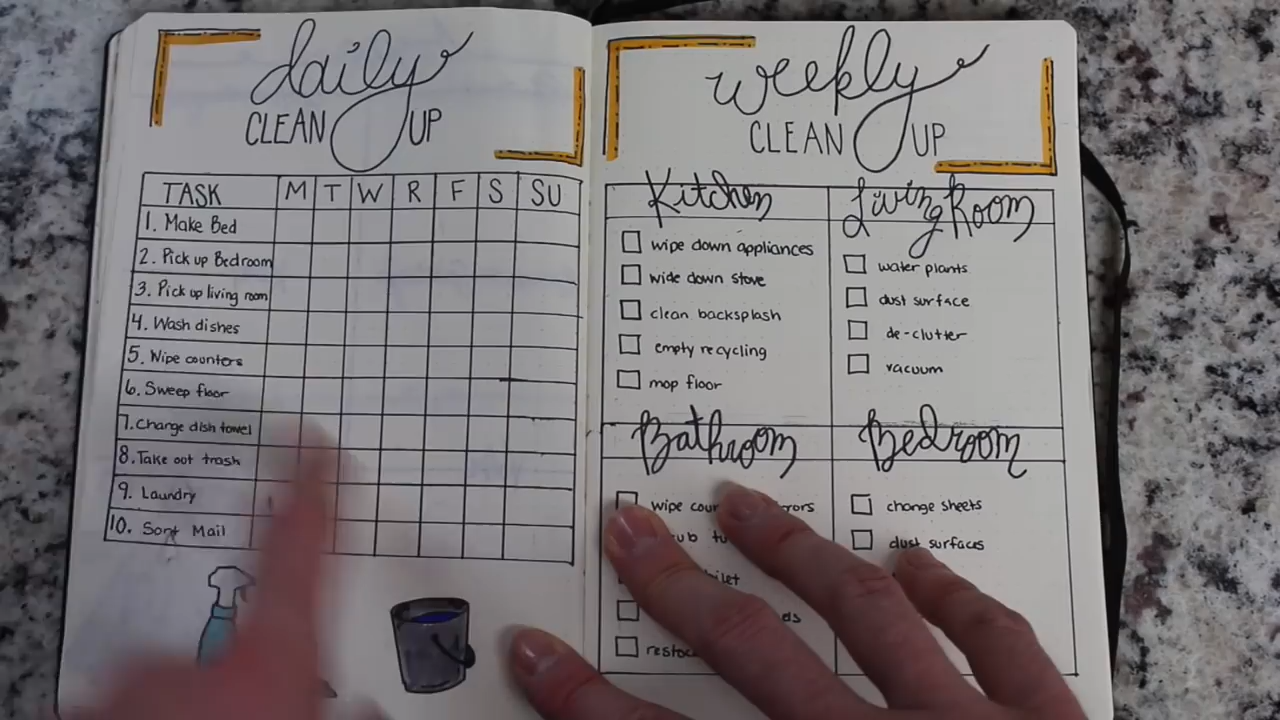 daily
CLEAN UP
TASK M T W R F S SU
1. Make Bed
2. Pick up Bedroom
3. Pick up living room
4. Wash dishes
5. Wipe counters
6. Sweep floor
7. Change dish towel
8. Take out trash
9. Laundry
10. Sort Mail
weekly
CLEAN UP
Kitchen
wipe down appliances
wide down stove
clean backsplash
empty recycling
mop floor
Living Room
water plants
dust surface
de-clutter
vacuum
Bathroom
wipe
Bedroom
change sheets
dust surfaces